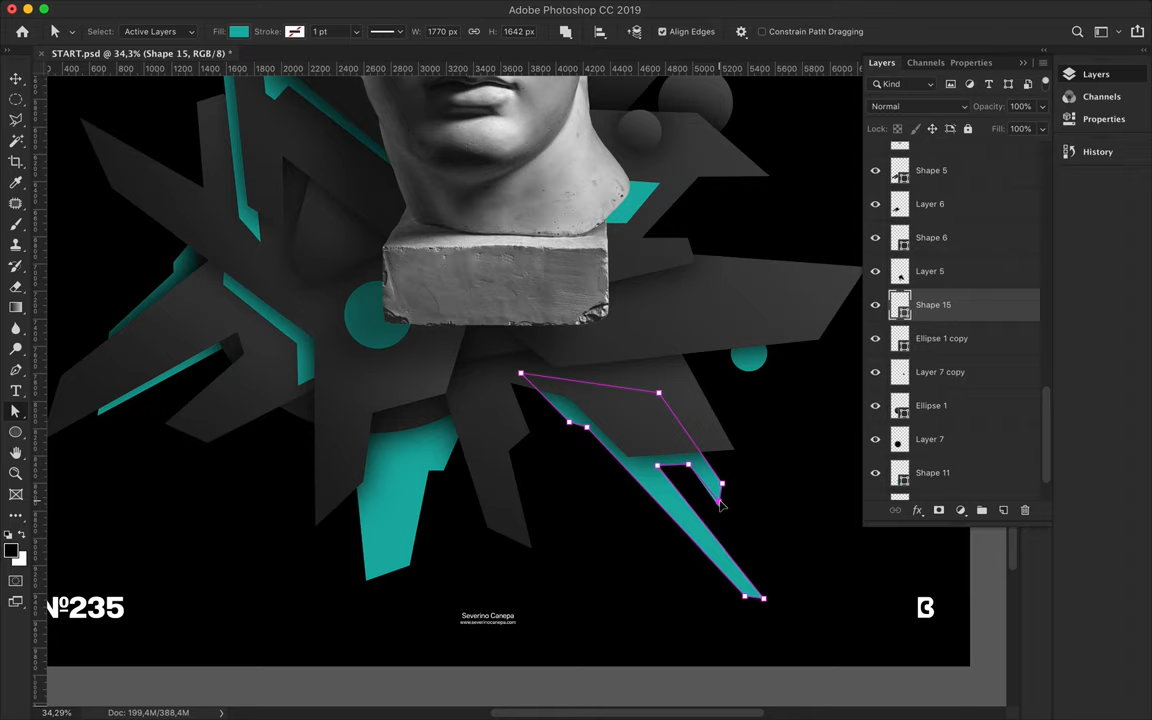 Adobe Photoshop CC 2019
Select: Active Layers Fill: Stroke: 1 pt W: 1770 px H: 1642 px Align Edges Constrain Path Dragging
START.psd @ 34,3% (Shape 15, RGB/8) *
400 600 800 1000 1200 1400 1600 1800 2000 2200 2400 2600 2800 3000 3200 3400 3600 3800 4000 4200 4400 4600 4800 5000 5200 5400 5600 5800 6000
Layers Channels Properties
Kind
Normal Opacity: 100%
Lock: Fill: 100%
Shape 5
Layer 6
Shape 6
Layer 5
Shape 15
Ellipse 1 copy
Layer 7 copy
Ellipse 1
Layer 7
Shape 11
fx
Layers
Channels
Properties
History
T
Nº235
Severino Canepa
www.severinocanepa.com
B
34,29% Doc: 199,4M/388,4M